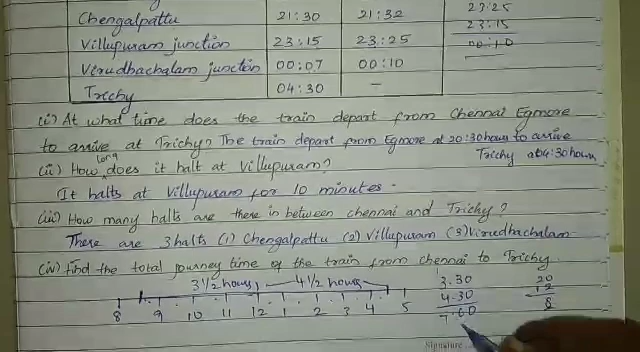 23:25
Chengalpattu 21:30 21:32 23:15
Villupuram junction 23:15 23:25 00:10
Virudhachalam junction 00:07 00:10
Trichy 04:30 —
(i) At what time does the train depart from Chennai Egmore
to arrive at Trichy? The train depart from Egmore at 20:30 hours to arrive
Trichy at 4:30 hours
(ii) How long does it halt at Villupuram?
It halts at Villupuram for 10 minutes.
(iii) How many halts are there in between chennai and Trichy?
There are 3 halts (1) Chengalpattu (2) Villupuram (3) Virudhachalam
(iv) Find the total journey time of the train from chennai to Trichy.
3 1/2 hours 4 1/2 hours 3.30 20
4.30 12
8 9 10 11 12 1 2 3 4 5 7.60 8
Signature